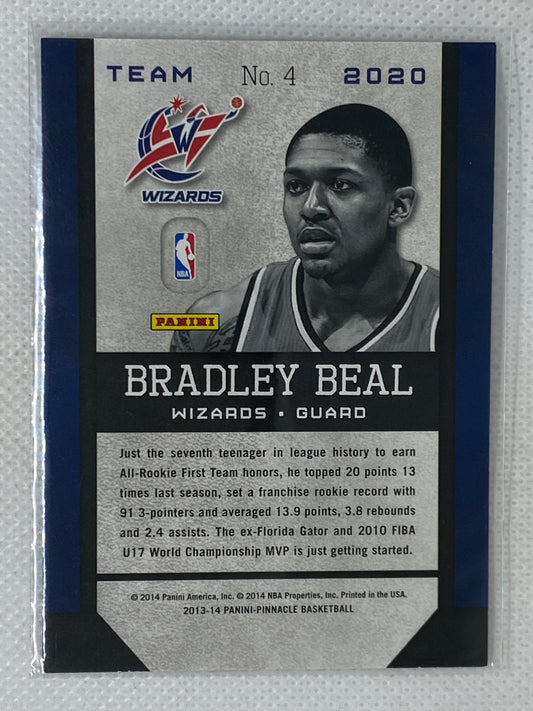 TEAM No. 4 2020
WIZARDS
NBA
PANINI
BRADLEY BEAL
WIZARDS • GUARD
Just the seventh teenager in league history to earn
All-Rookie First Team honors, he topped 20 points 13
times last season, set a franchise rookie record with
91 3-pointers and averaged 13.9 points, 3.8 rebounds
and 2.4 assists. The ex-Florida Gator and 2010 FIBA
U17 World Championship MVP is just getting started.
© 2014 Panini America, Inc. © 2014 NBA Properties, Inc. Printed in the USA.
2013-14 PANINI-PINNACLE BASKETBALL